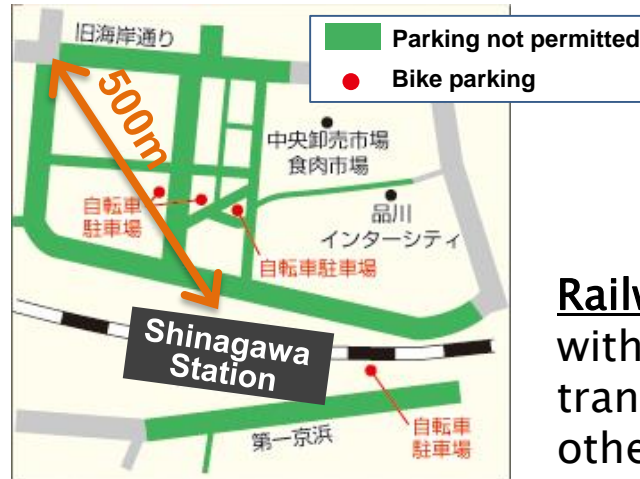 旧海岸通り
Parking not permitted
Bike parking
500m
中央卸売市場
食肉市場
自転車
駐車場
品川
インターシティ
自転車駐車場
Shinagawa
Station
第一京浜
自転車
駐車場
Railw
with
tran
othe